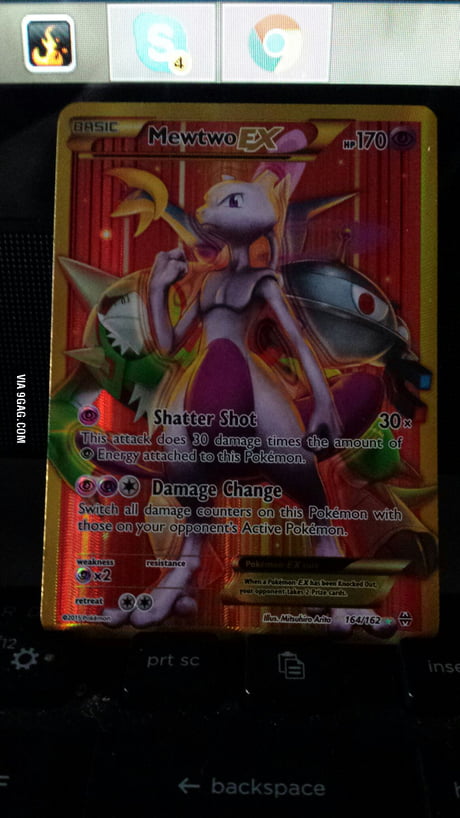 4
BASIC
Mewtwo EX
HP170
Shatter Shot 30×
This attack does 30 damage times the amount of
Energy attached to this Pokémon.
Damage Change
Switch all damage counters on this Pokémon with
those on your opponent's Active Pokémon.
weakness resistance
×2
Pokémon-EX rule
When a Pokémon-EX has been Knocked Out,
your opponent takes 2 Prize cards.
retreat
©2015 Pokémon
Illus. Mitsuhiro Arita 164/162
VIA 9GAG.COM
prt sc
inse
← backspace